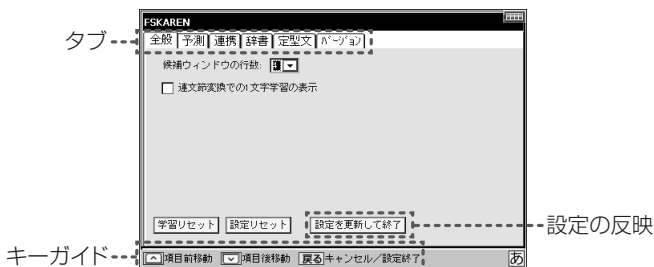 FSKAREN
タブ
全般 予測 連携 辞書 定型文 バージョン
候補ウィンドウの行数:
連文節変換での1文字学習の表示
学習リセット 設定リセット 設定を更新して終了
設定の反映
キーガイド
項目前移動 項目後移動 戻る キャンセル/設定終了 あ